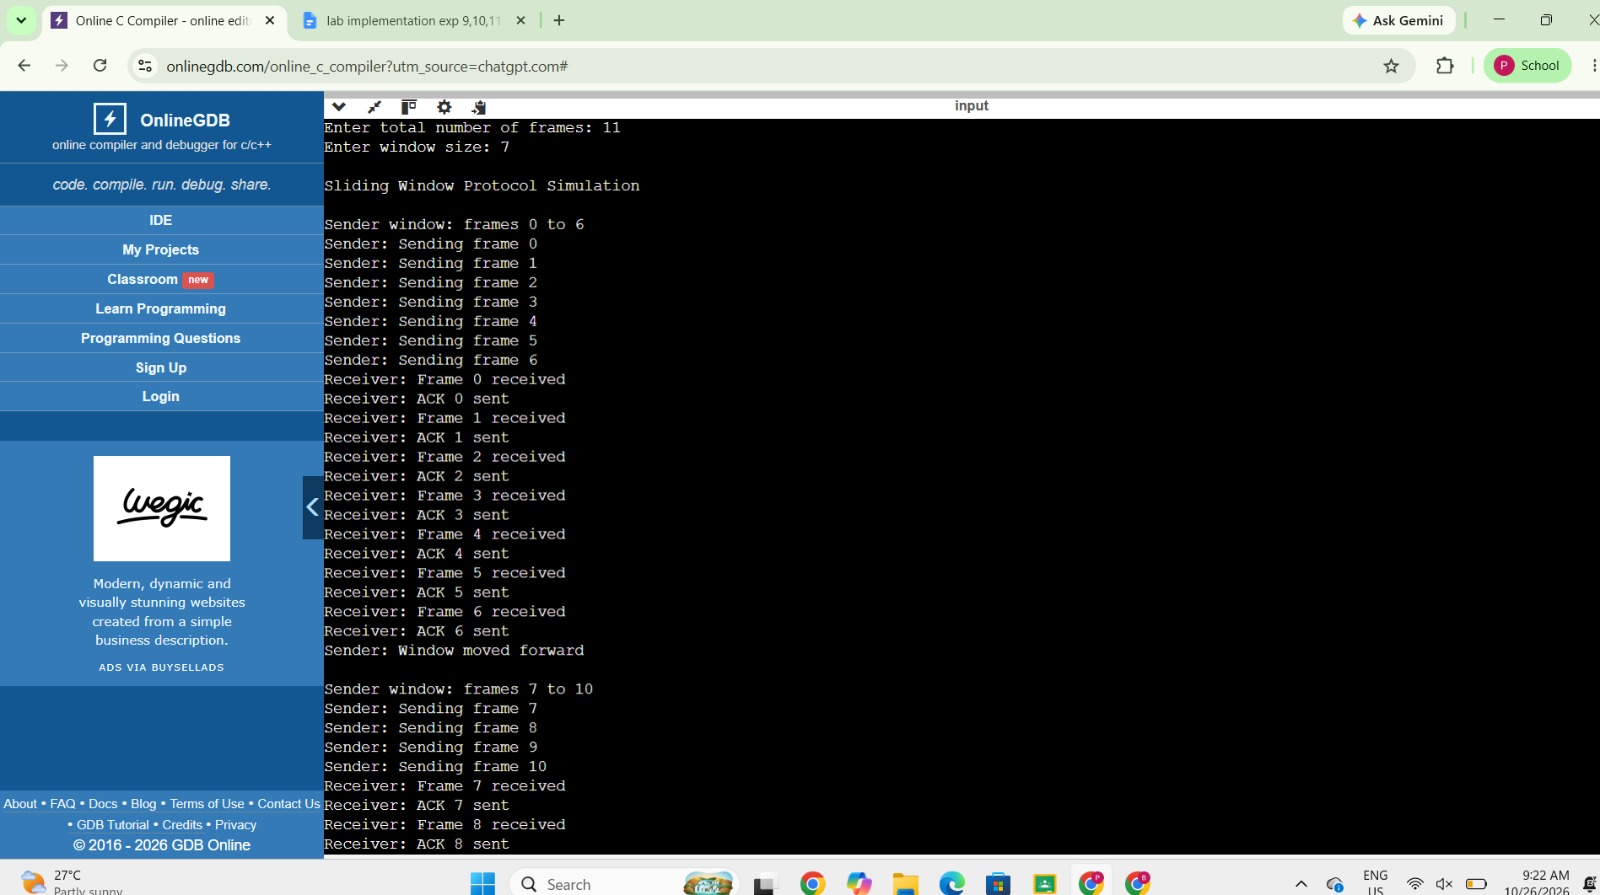 Online C Compiler - online edit
lab implementation exp 9,10,11
Ask Gemini
onlinegdb.com/online_c_compiler?utm_source=chatgpt.com#
P School
OnlineGDB
online compiler and debugger for c/c++
code. compile. run. debug. share.
IDE
My Projects
Classroom new
Learn Programming
Programming Questions
Sign Up
Login
wegic
Modern, dynamic and
visually stunning websites
created from a simple
business description.
ADS VIA BUYSELLADS
About • FAQ • Docs • Blog • Terms of Use • Contact Us
• GDB Tutorial • Credits • Privacy
© 2016 - 2026 GDB Online
input
Enter total number of frames: 11
Enter window size: 7
Sliding Window Protocol Simulation
Sender window: frames 0 to 6
Sender: Sending frame 0
Sender: Sending frame 1
Sender: Sending frame 2
Sender: Sending frame 3
Sender: Sending frame 4
Sender: Sending frame 5
Sender: Sending frame 6
Receiver: Frame 0 received
Receiver: ACK 0 sent
Receiver: Frame 1 received
Receiver: ACK 1 sent
Receiver: Frame 2 received
Receiver: ACK 2 sent
Receiver: Frame 3 received
Receiver: ACK 3 sent
Receiver: Frame 4 received
Receiver: ACK 4 sent
Receiver: Frame 5 received
Receiver: ACK 5 sent
Receiver: Frame 6 received
Receiver: ACK 6 sent
Sender: Window moved forward
Sender window: frames 7 to 10
Sender: Sending frame 7
Sender: Sending frame 8
Sender: Sending frame 9
Sender: Sending frame 10
Receiver: Frame 7 received
Receiver: ACK 7 sent
Receiver: Frame 8 received
Receiver: ACK 8 sent
27°C
Partly sunny
Search
ENG
US
9:22 AM
10/26/2026